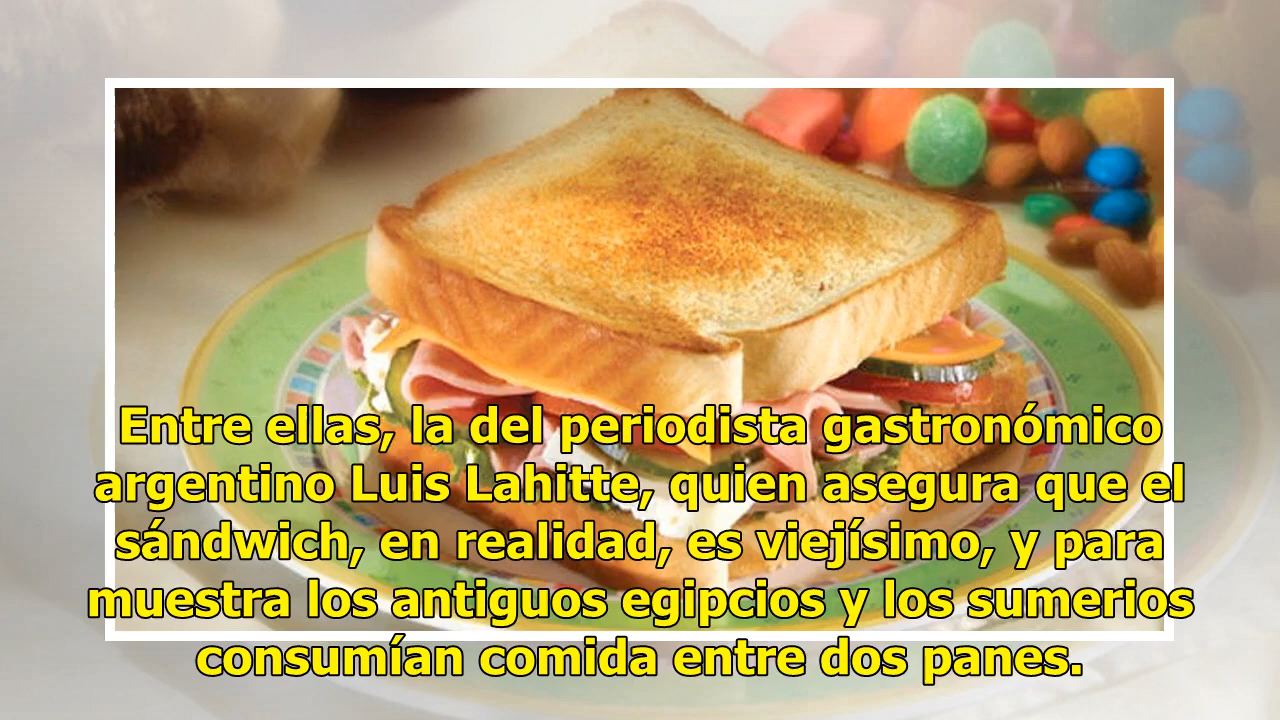 Entre ellas, la del periodista gastronómico
argentino Luis Lahitte, quien asegura que el
sándwich, en realidad, es viejísimo, y para
muestra los antiguos egipcios y los sumerios
consumían comida entre dos panes.